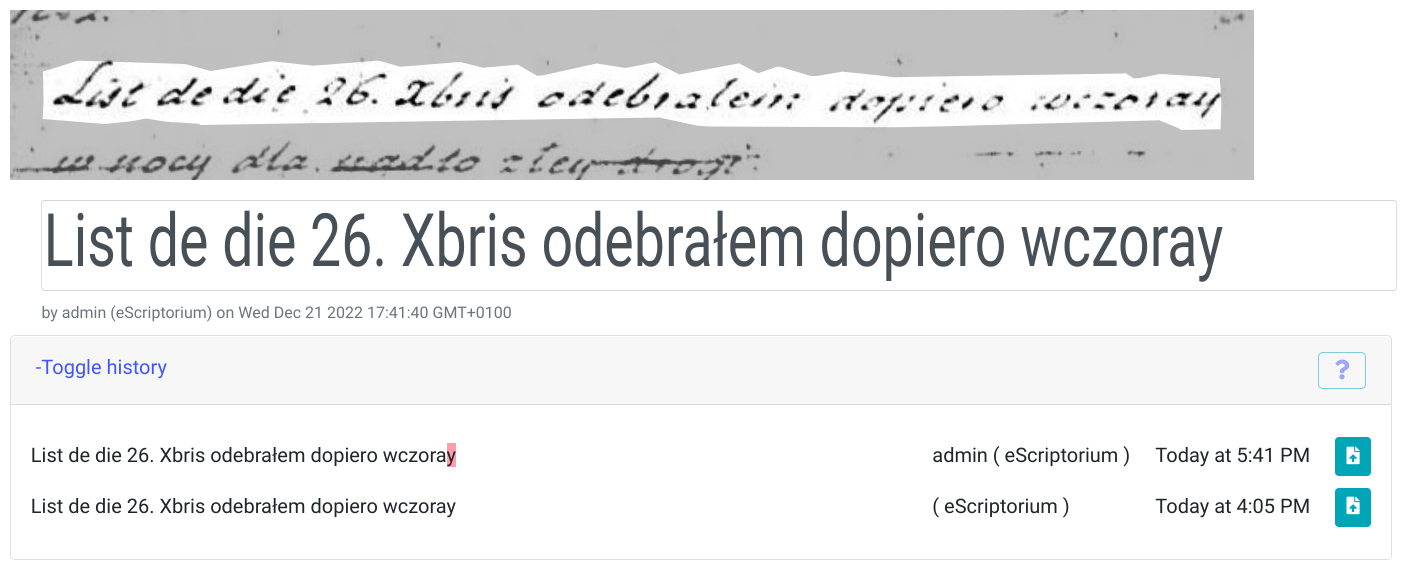 List de die 26. Xbris odebralem dopiero wczoray
w nocy dla nadto złey drogi:
List de die 26. Xbris odebrałem dopiero wczoray
by admin (eScriptorium) on Wed Dec 21 2022 17:41:40 GMT+0100
-Toggle history
?
List de die 26. Xbris odebrałem dopiero wczoray admin ( eScriptorium ) Today at 5:41 PM
List de die 26. Xbris odebrałem dopiero wczoray ( eScriptorium ) Today at 4:05 PM